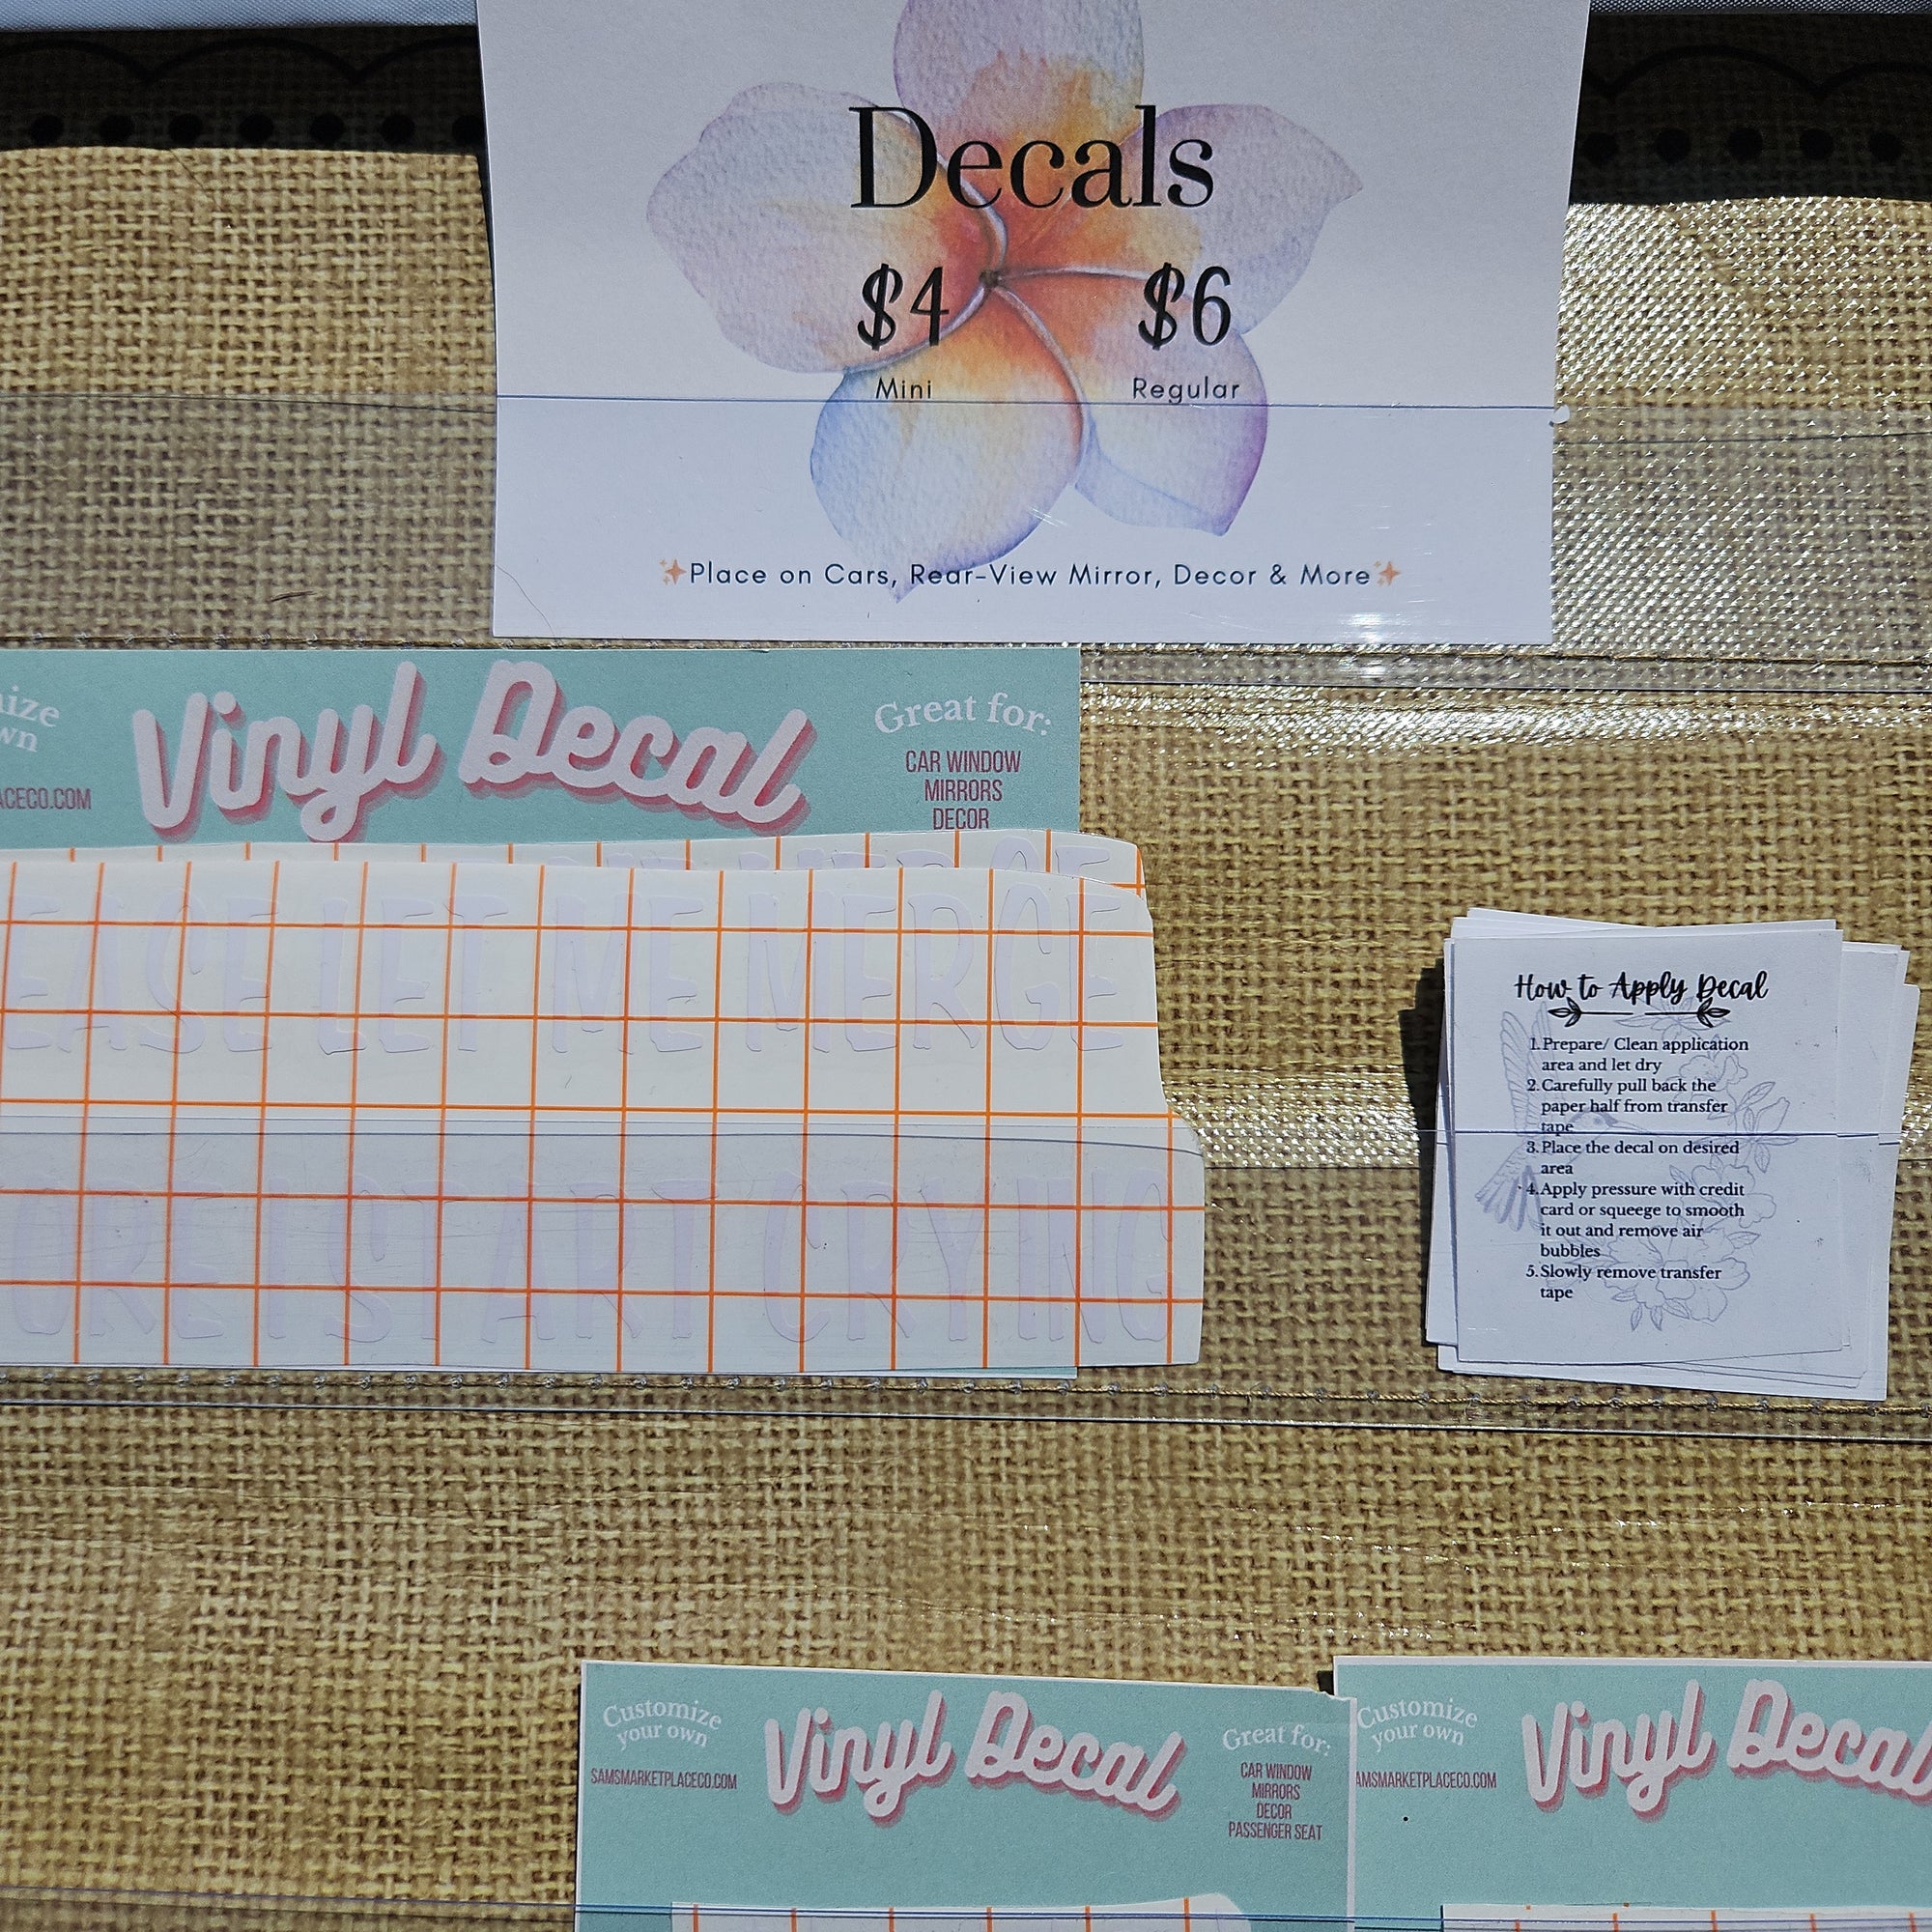 Decals
$4 $6
Mini Regular
Place on Cars, Rear-View Mirror, Decor & More
Vinyl Decal
Great for:
CAR WINDOW
MIRRORS
DECOR
LET ME MERGE
I START CRYING
How to Apply Decal
1. Prepare/ Clean application
area and let dry
2. Carefully pull back the
paper half from transfer
tape
3. Place the decal on desired
area
4. Apply pressure with credit
card or squeege to smooth
it out and remove air
bubbles
5. Slowly remove transfer
tape
Customize
your own
SAMSMARKETPLACECO.COM
Vinyl Decal
Great for:
CAR WINDOW
MIRRORS
DECOR
PASSENGER SEAT
Customize
your own
AMSMARKETPLACECO.COM
Vinyl Decal